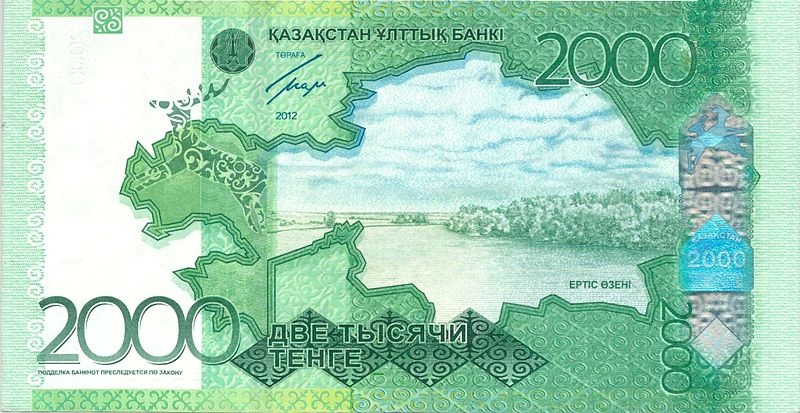 ҚАЗАҚСТАН ҰЛТТЫҚ БАНКІ
ТӨРАҒА
2012
2000
ҚАЗАҚСТАН
2000
ЕРТІС ӨЗЕНІ
2000
2000
ДВЕ ТЫСЯЧИ
ТЕНГЕ
ПОДДЕЛКА БАНКНОТ ПРЕСЛЕДУЕТСЯ ПО ЗАКОНУ